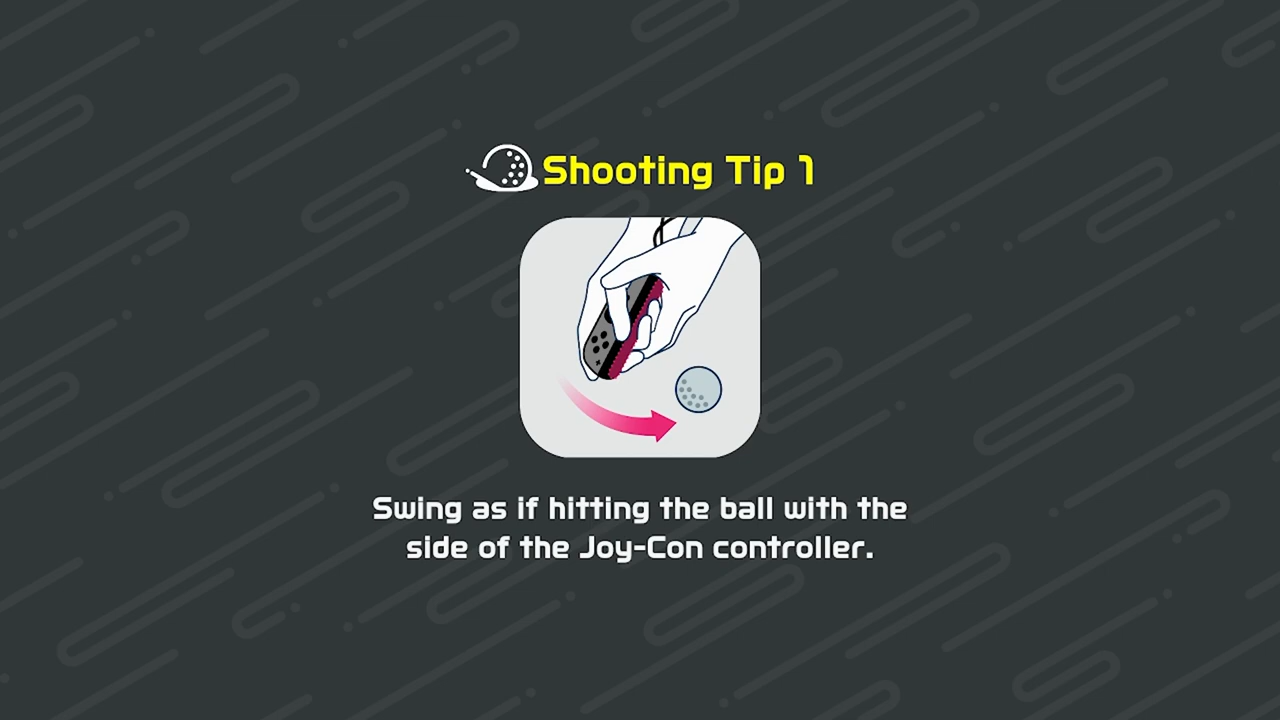 Shooting Tip 1
Swing as if hitting the ball with the
side of the Joy-Con controller.